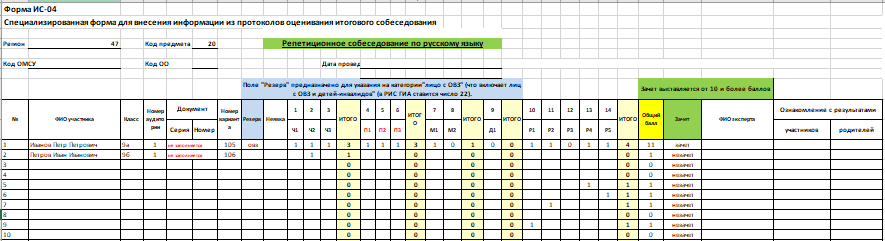 Форма ИС-04
Специализированная форма для внесения информации из протоколов оценивания итогового собеседования
Регион 47 Код предмета 20 Репетиционное собеседование по русскому языку
Код ОМСУ Код ОО Дата провед
Поле "Резерв" предназначено для указания на категории"лицо с ОВЗ" (что включает лиц с ОВЗ и детей-инвалидов" (в РИС ГИА ставится число 22). Зачет выставляется от 10 и более баллов
№ ФИО участника Класс Номер аудитории Документ Серия Номер Номер варианта Резерв Неявка 1 Ч1 2 Ч2 3 Ч3 ИТОГО 4 П1 5 П2 6 П3 ИТОГО 7 М1 8 М2 ИТОГО 9 Д1 ИТОГО 10 Р1 11 Р2 12 Р3 13 Р4 14 Р5 ИТОГО Общий балл Зачет ФИО эксперта Ознакомление с результатами участников родителей
1 Иванов Петр Петрович 9а 1 не заполняется 105 овз 1 1 1 3 1 1 1 3 1 0 1 0 0 1 1 0 1 1 4 11 зачет
2 Петров Иван Иванович 9б 1 не заполняется 106 1 1 0 0 0 0 1 незачет
3 0 0 0 0 0 0 незачет
4 0 0 0 0 0 0 незачет
5 0 0 0 0 1 1 1 незачет
6 0 0 0 0 1 1 1 незачет
7 0 0 0 0 1 1 1 незачет
8 0 0 0 0 0 0 незачет
9 0 0 0 0 1 1 1 незачет
10 0 0 0 0 0 0 незачет